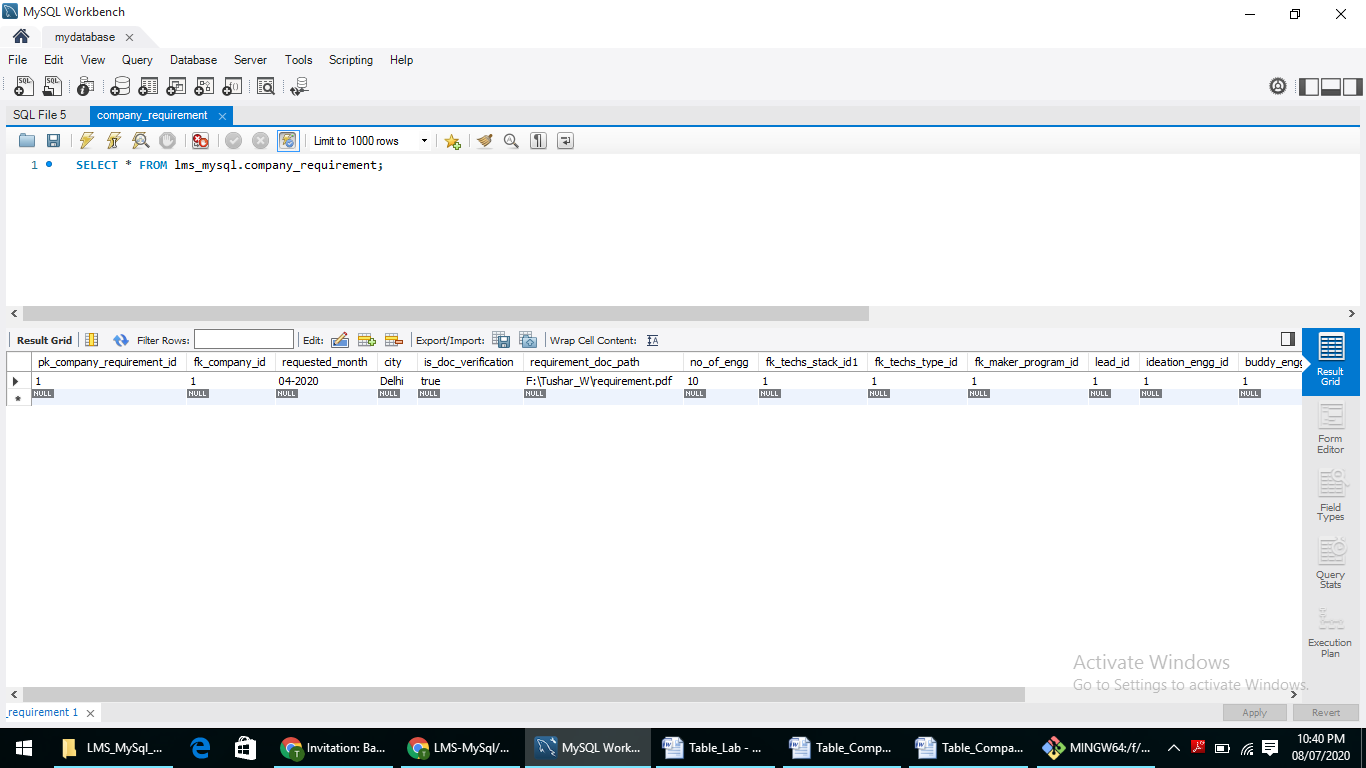 MySQL Workbench
mydatabase
File Edit View Query Database Server Tools Scripting Help
SQL File 5 company_requirement
Limit to 1000 rows
1 SELECT * FROM lms_mysql.company_requirement;
Result Grid Filter Rows: Edit: Export/Import: Wrap Cell Content:
pk_company_requirement_id fk_company_id requested_month city is_doc_verification requirement_doc_path no_of_engg fk_techs_stack_id1 fk_techs_type_id fk_maker_program_id lead_id ideation_engg_id buddy_engg
1 1 04-2020 Delhi true F:\Tushar_W\requirement.pdf 10 1 1 1 1 1 1
NULL NULL NULL NULL NULL NULL NULL NULL NULL NULL NULL NULL NULL
Result
Grid
Form
Editor
Field
Types
Query
Stats
Execution
Plan
Activate Windows
Go to Settings to activate Windows.
_requirement 1
Apply Revert
LMS_MySql_... Invitation: Ba... LMS-MySql/... MySQL Work... Table_Lab - ... Table_Comp... Table_Compa... MINGW64:/f/...
10:40 PM
08/07/2020